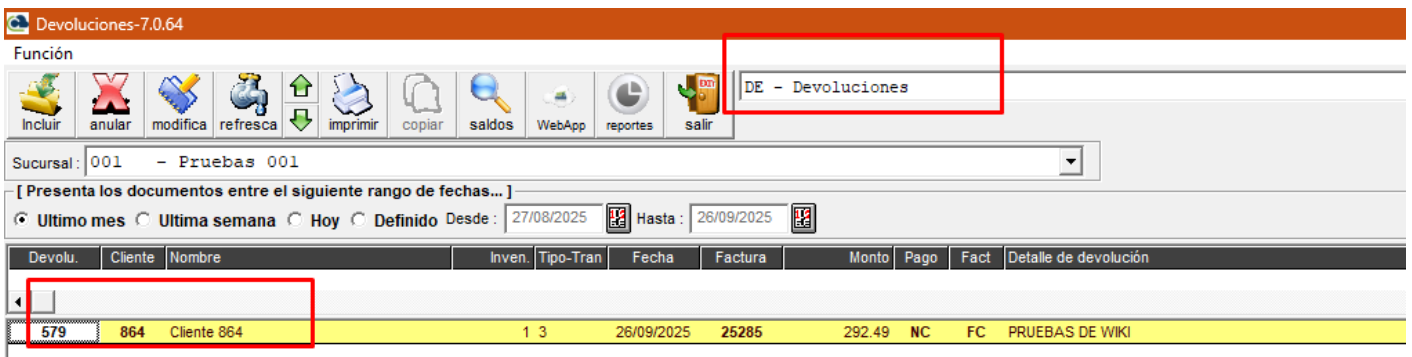 Devoluciones-7.0.64
Función
Incluir anular modifica refresca imprimir copiar saldos WebApp reportes salir
EXIT
DE - Devoluciones
Sucursal : 001 - Pruebas 001
[ Presenta los documentos entre el siguiente rango de fechas... ]
Ultimo mes Ultima semana Hoy Definido Desde : 27/08/2025 Hasta : 26/09/2025
Devolu. Cliente Nombre Inven. Tipo-Tran Fecha Factura Monto Pago Fact Detalle de devolución
579 864 Cliente 864 1 3 26/09/2025 25285 292.49 NC FC PRUEBAS DE WIKI